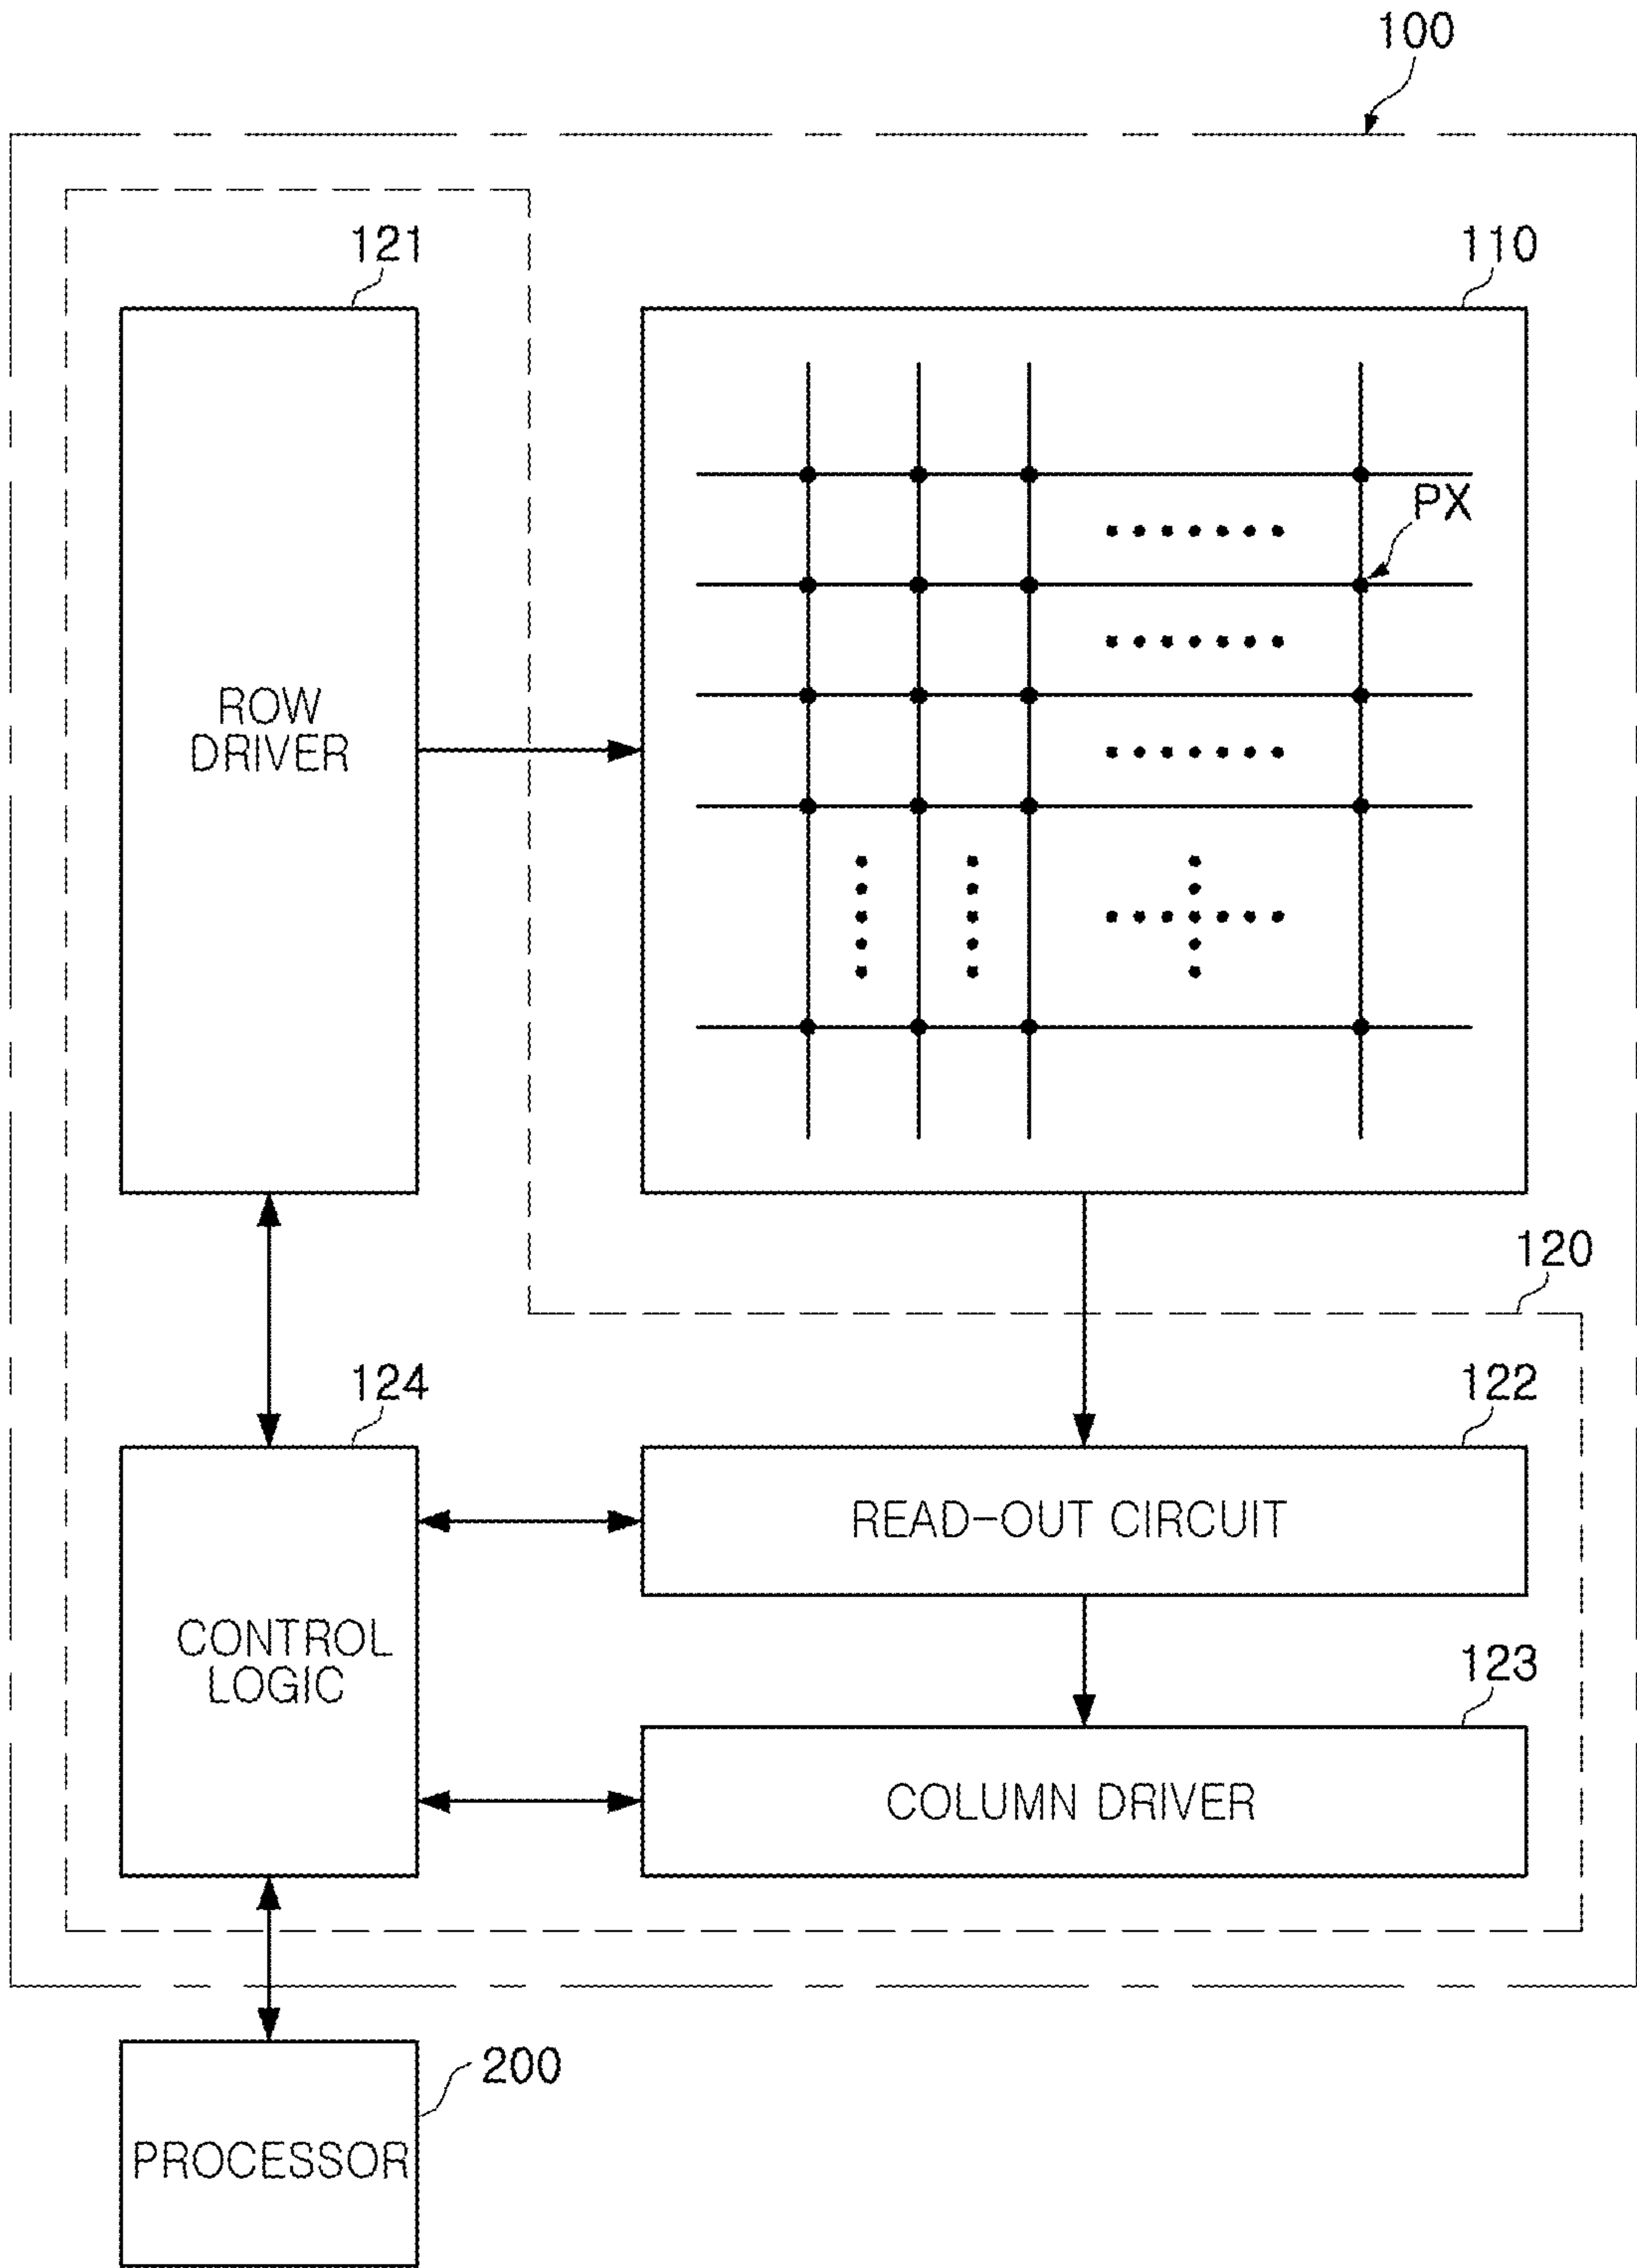 100
121
110
PX
ROW
DRIVER
120
124
122
READ-OUT CIRCUIT
CONTROL
LOGIC
123
COLUMN DRIVER
200
PROCESSOR